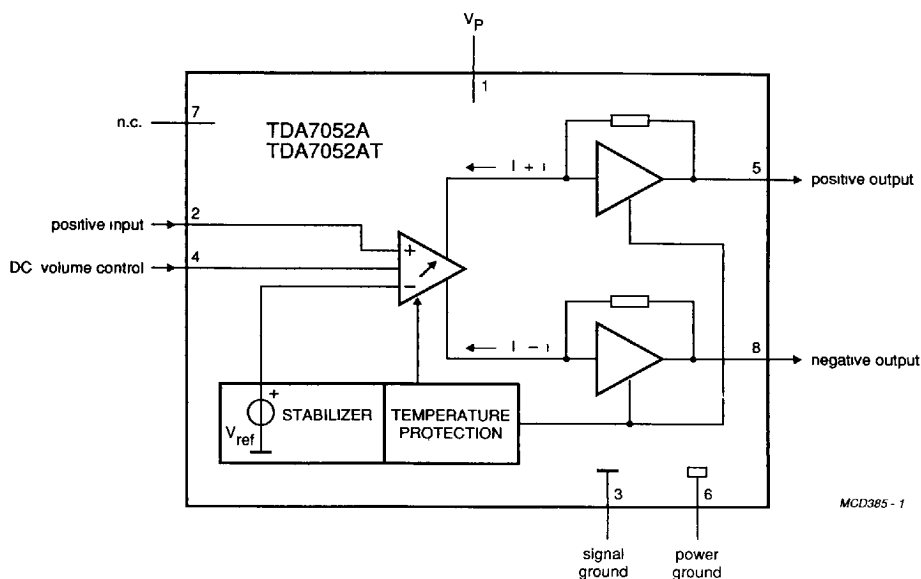 VP
1
7
n.c.
TDA7052A
TDA7052AT
I + i
5
positive output
2
positive input
+
4
DC volume control
−
I − i
8
negative output
+
STABILIZER
TEMPERATURE
PROTECTION
Vref
3
6
MCD385 - 1
signal
ground
power
ground